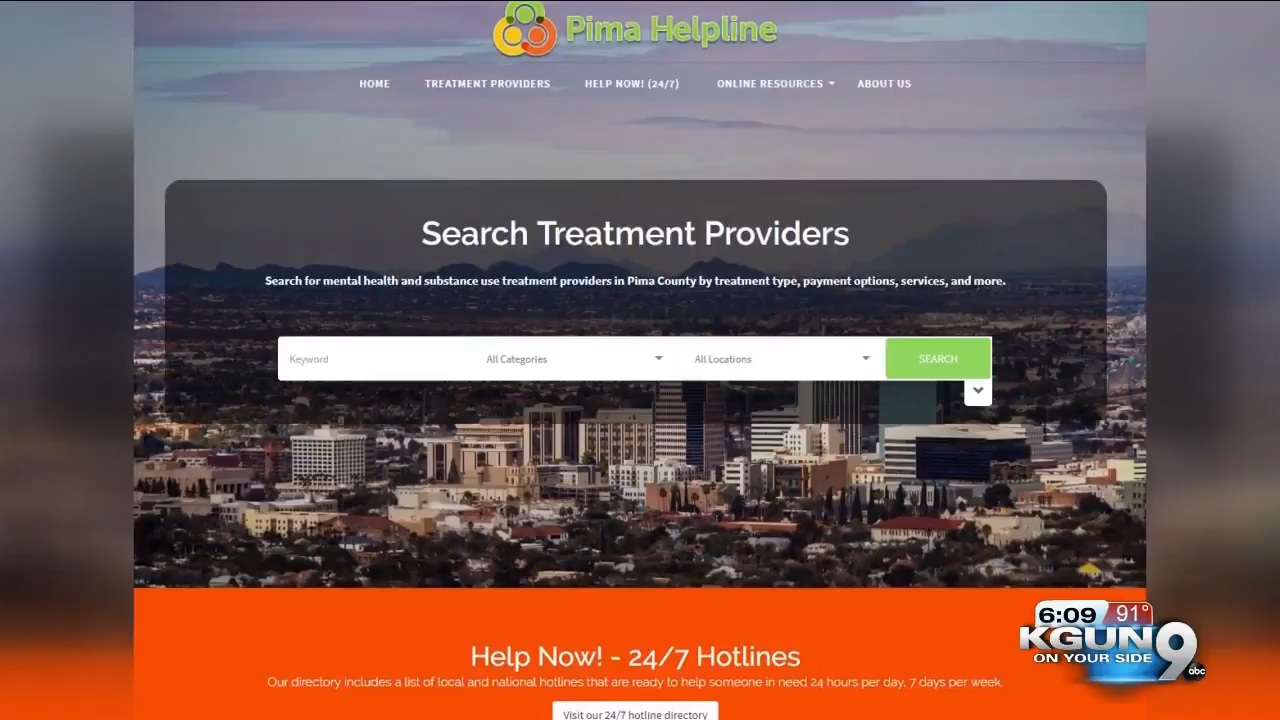 Pima Helpline
HOME TREATMENT PROVIDERS HELP NOW! (24/7) ONLINE RESOURCES ABOUT US
Search Treatment Providers
Search for mental health and substance use treatment providers in Pima County by treatment type, payment options, services, and more.
Keyword All Categories All Locations SEARCH
Help Now! - 24/7 Hotlines
Our directory includes a list of local and national hotlines that are ready to help someone in need 24 hours per day, 7 days per week.
Visit our 24/7 hotline directory
6:09 91°
KGUN 9
ON YOUR SIDE
abc